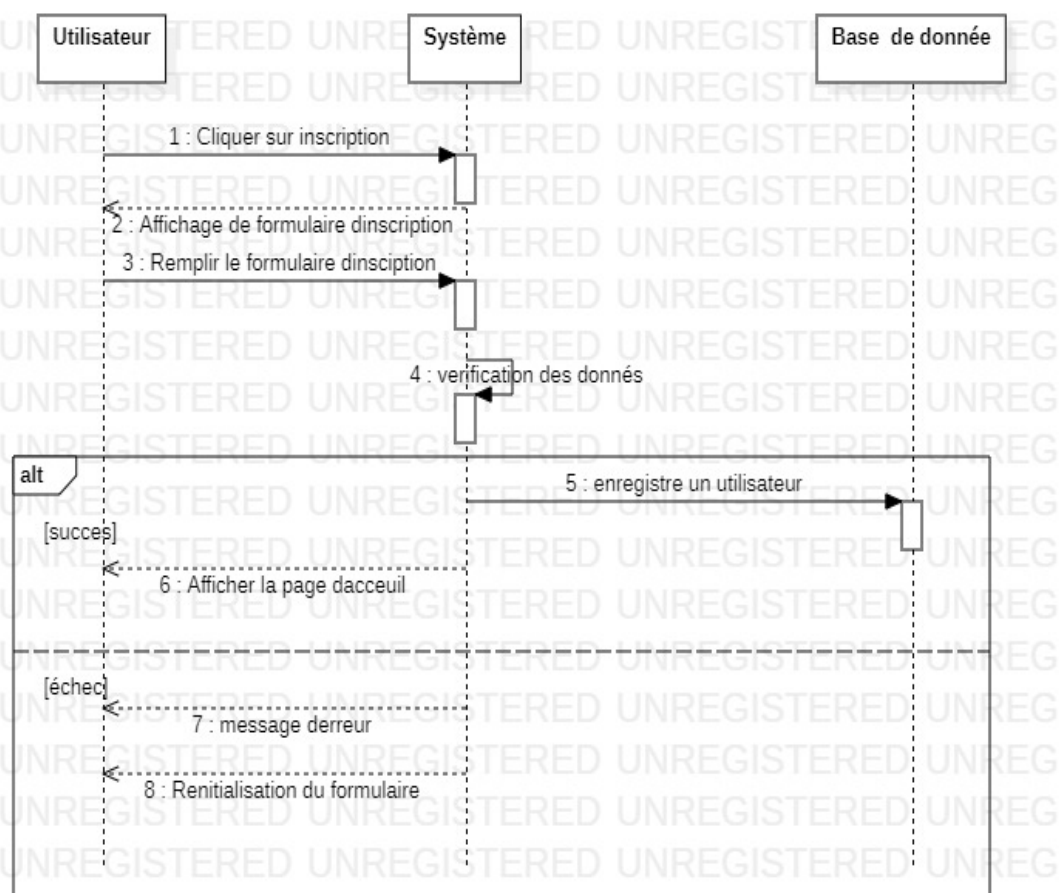 Utilisateur
Système
Base de donnée
1 : Cliquer sur inscription
2 : Affichage de formulaire dinscription
3 : Remplir le formulaire dinsciption
4 : verification des donnés
alt
5 : enregistre un utilisateur
[succes]
6 : Afficher la page dacceuil
[échec]
7 : message derreur
8 : Renitialisation du formulaire
UNREGISTERED